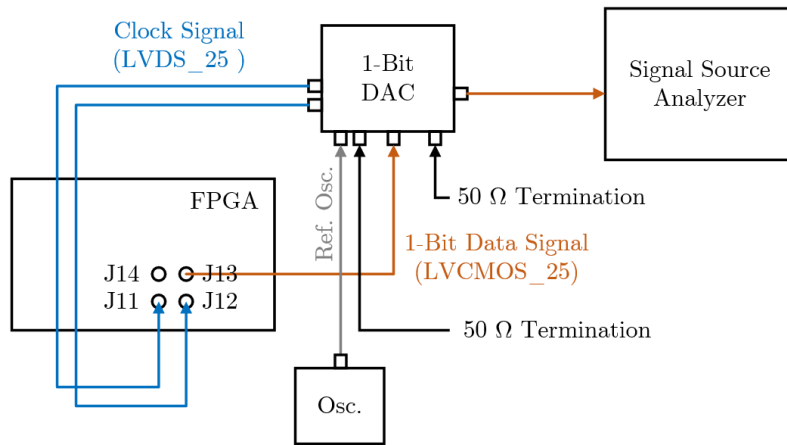 Clock Signal
(LVDS_25 )
1-Bit
DAC
Signal Source
Analyzer
50 Ω Termination
FPGA
Ref. Osc.
1-Bit Data Signal
(LVCMOS_25)
J14
J13
J11
J12
50 Ω Termination
Osc.